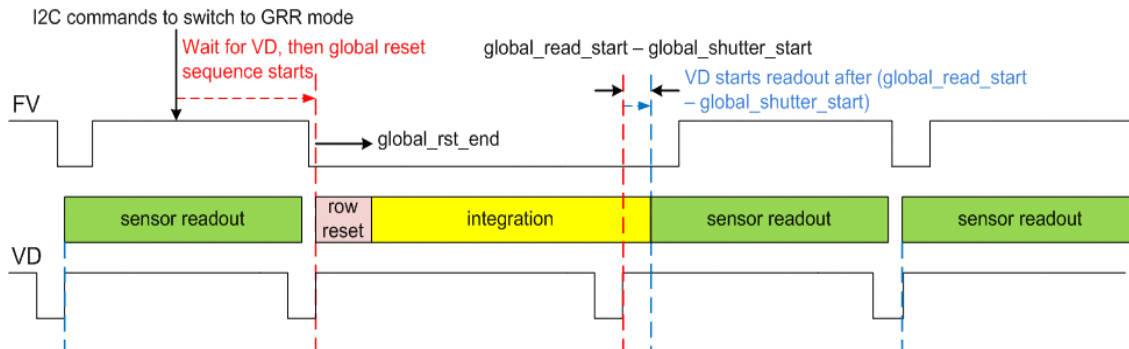 I2C commands to switch to GRR mode
Wait for VD, then global reset
sequence starts
global_read_start – global_shutter_start
VD starts readout after (global_read_start
– global_shutter_start)
FV
global_rst_end
sensor readout
row
reset
integration
sensor readout
sensor readout
VD